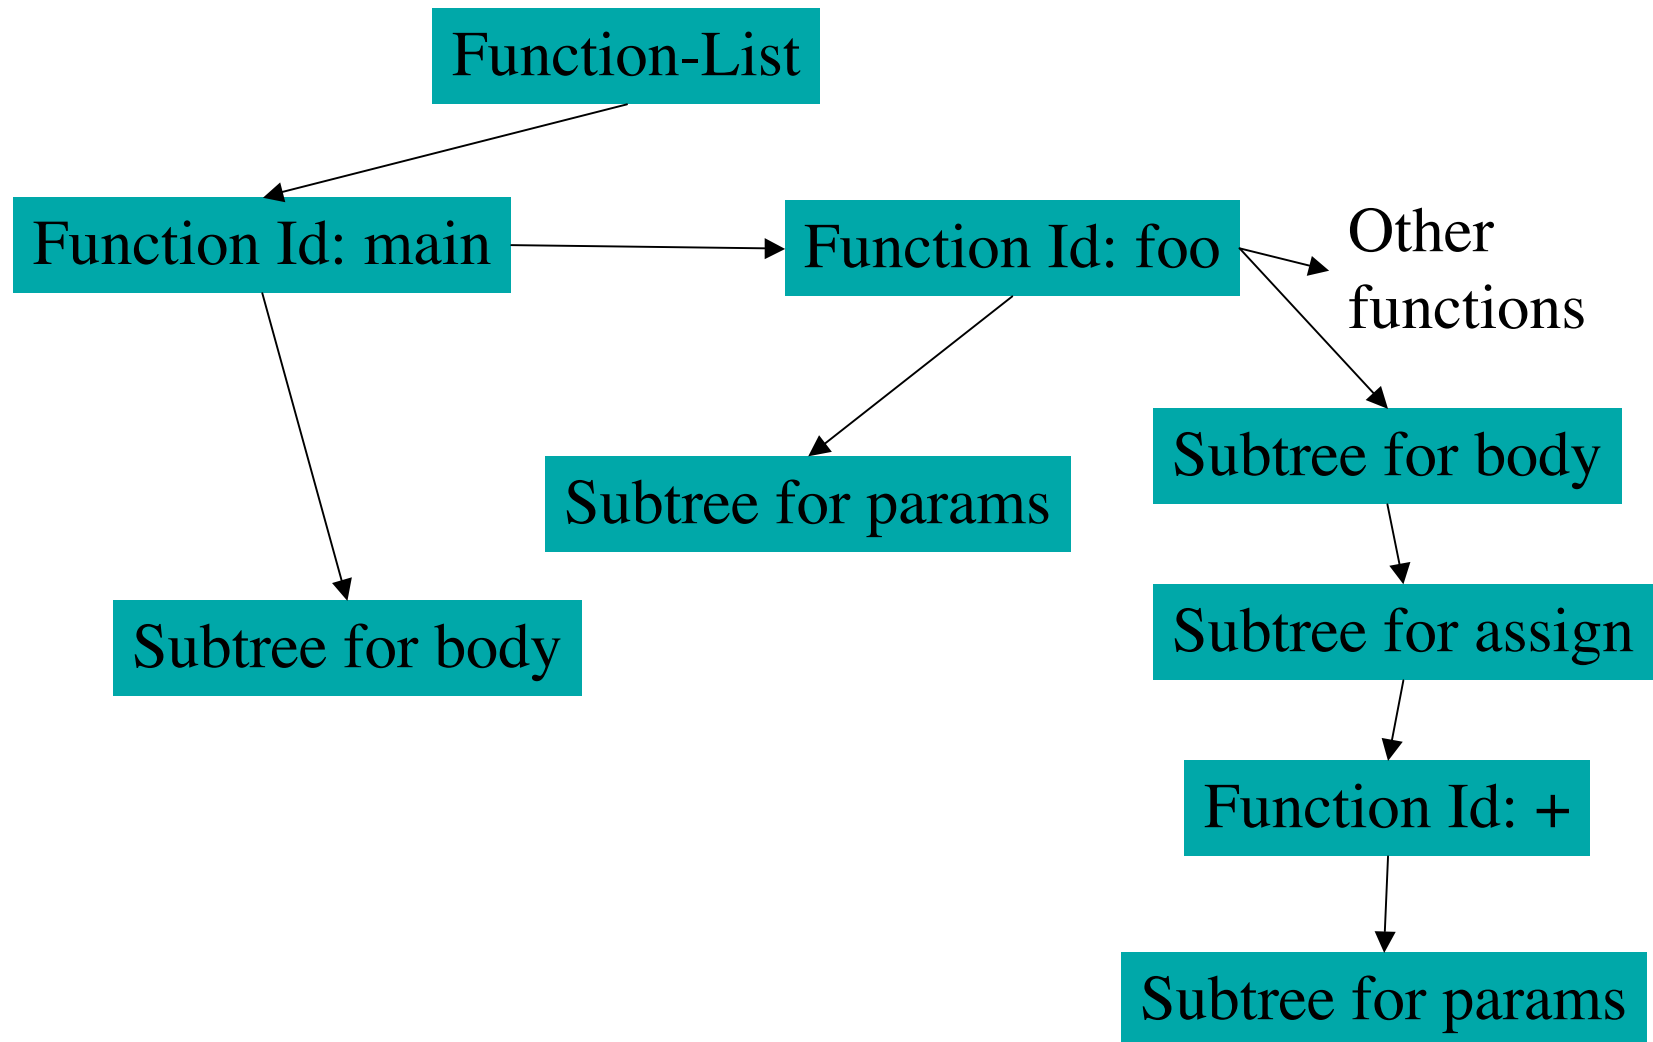 Function-List
Function Id: main
Function Id: foo
Other
functions
Subtree for body
Subtree for params
Subtree for assign
Subtree for body
Function Id: +
Subtree for params